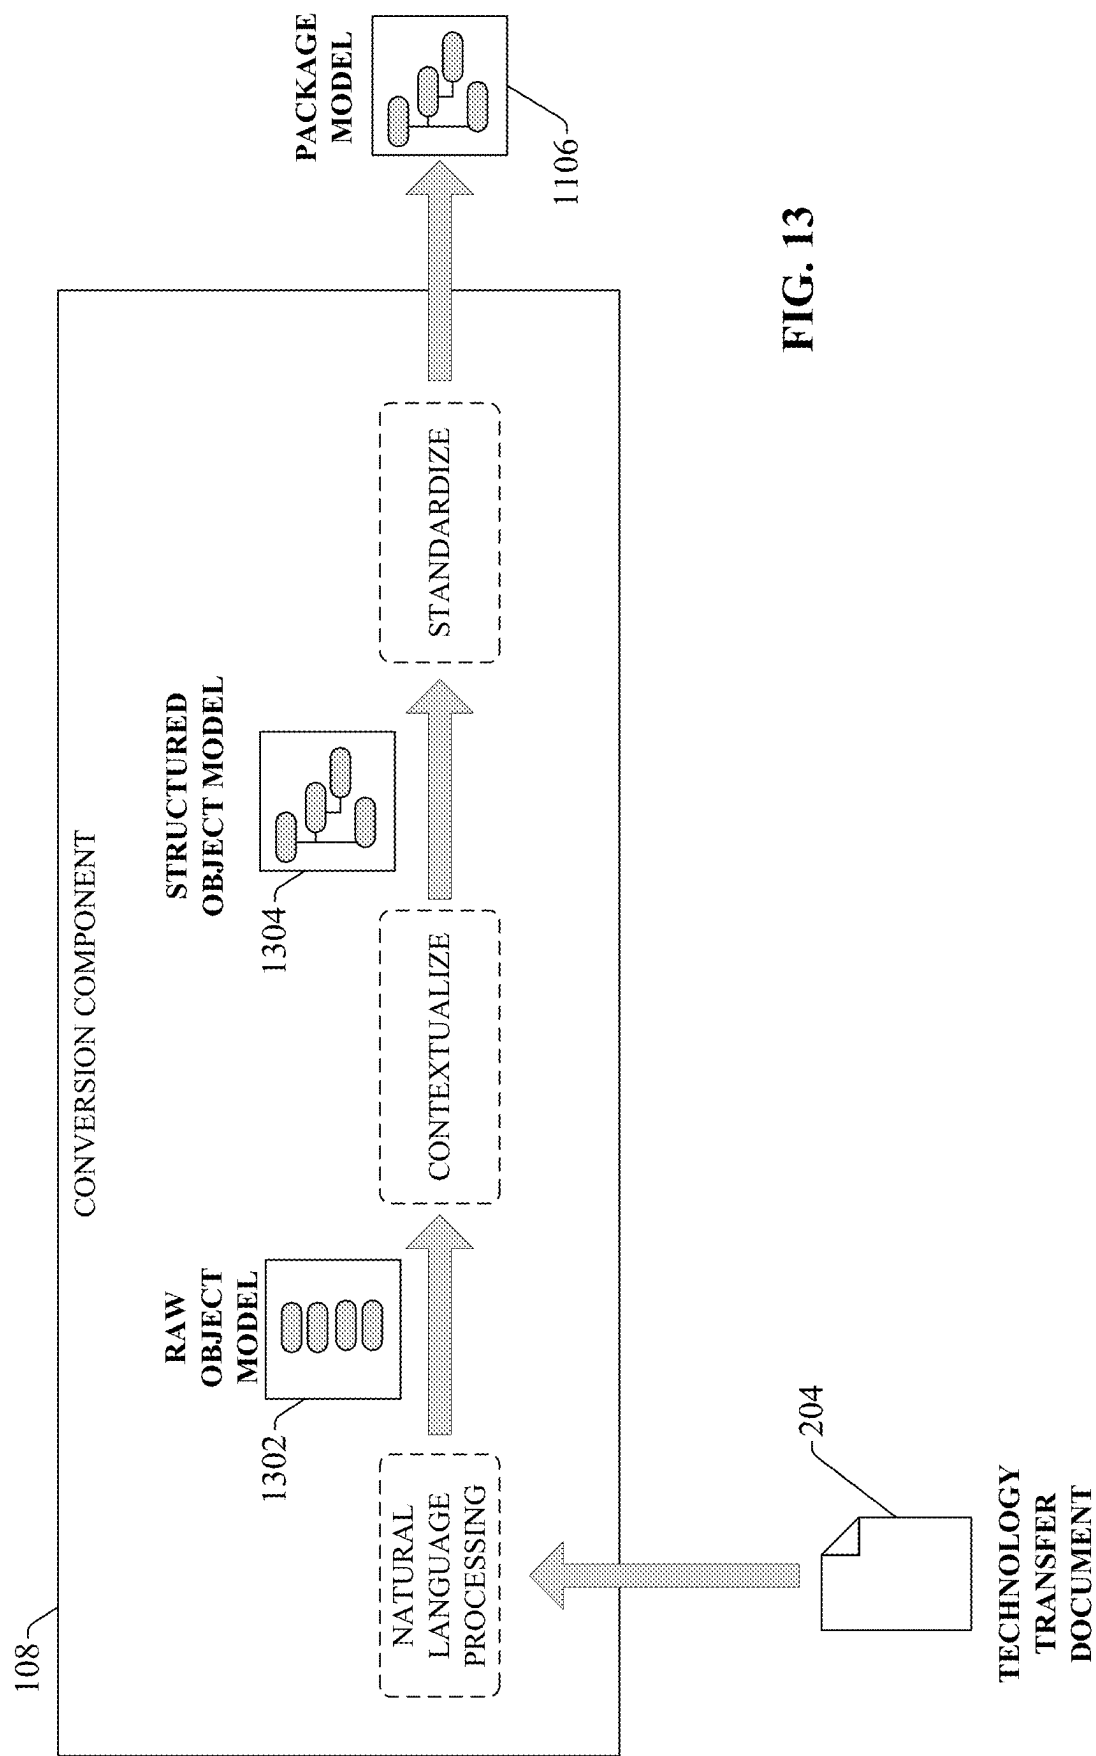 108
CONVERSION COMPONENT
RAW
OBJECT
MODEL
1302
STRUCTURED
OBJECT MODEL
1304
PACKAGE
MODEL
1106
NATURAL
LANGUAGE
PROCESSING
CONTEXTUALIZE
STANDARDIZE
204
TECHNOLOGY
TRANSFER
DOCUMENT
FIG. 13